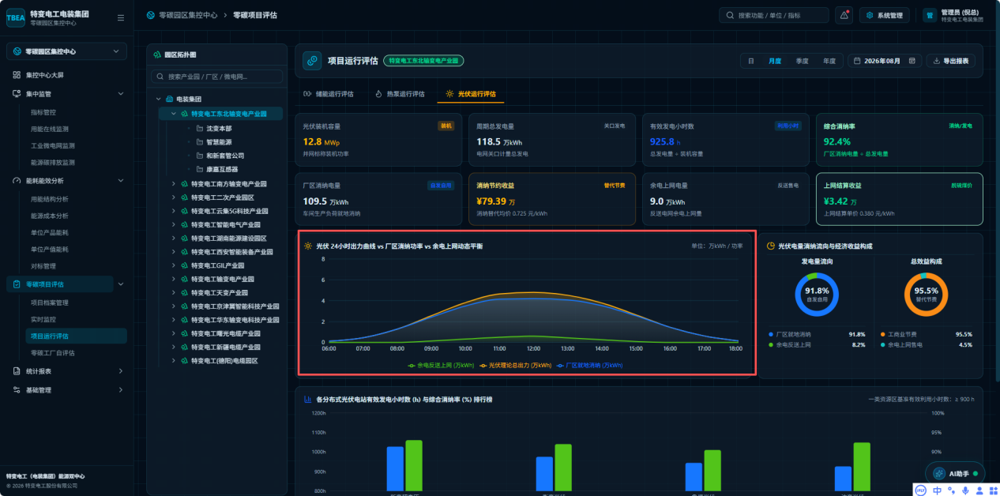 TBEA
特变电工电装集团
零碳园区集控中心
零碳园区集控中心
集控中心大屏
集中监管
指标管控
用能在线监测
工业微电网监测
能源碳排放监测
能耗能效分析
用能结构分析
能源成本分析
单位产品能耗
单位产值能耗
对标管理
零碳项目评估
项目档案管理
实时监控
项目运行评估
零碳工厂自评估
统计报表
基础管理
特变电工（电装集团）能源双中心
© 2026 特变电工股份有限公司
零碳园区集控中心 > 零碳项目评估
搜索功能 / 单位 / 指标
系统管理
管
管理员 (倪总)
特变电工电装集团
园区拓扑图
搜索产业园 / 厂区 / 微电网...
电装集团
特变电工东北输变电产业园
沈变本部
智慧能源
和新套管公司
康嘉互感器
特变电工南方输变电产业园
特变电工二次产业园区
特变电工云集5G科技产业园
特变电工智能电气产业园
特变电工湖南能源建设园区
特变电工西安智能装备产业园
特变电工GIL产业园
特变电工输变电产业园
特变电工天变产业园
特变电工京津冀智能科技产业园
特变电工华东输变电科技产业园
特变电工曙光电缆产业园
特变电工新疆电缆产业园
特变电工(德阳)电缆园区
项目运行评估
特变电工东北输变电产业园
日 月度 季度 年度
2026年08月
导出报表
储能运行评估
热泵运行评估
光伏运行评估
光伏装机容量 装机
12.8 MWp
并网标称装机功率
周期总发电量 关口发电
118.5 万kWh
电网关口计量总发电
有效发电小时数 利用小时
925.8 h
总发电量 ÷ 装机容量
综合消纳率 消纳/发电
92.4%
厂区消纳电量 ÷ 总发电量
厂区消纳电量 自发自用
109.5 万kWh
车间生产负荷就地消纳
消纳节约收益 替代节费
¥79.39 万
消纳替代均价 0.725 元/kWh
余电上网电量 反送售电
9.0 万kWh
反送电网余电上网量
上网结算收益 脱硫煤价
¥3.42 万
上网结算单价 0.380 元/kWh
光伏 24小时出力曲线 vs 厂区消纳功率 vs 余电上网动态平衡
单位：万kWh / 功率
8
6
4
2
0
06:00 07:00 08:00 09:00 10:00 11:00 12:00 13:00 14:00 15:00 16:00 17:00 18:00
余电反送上网 (万kWh) 光伏理论总出力 (万kWh) 厂区就地消纳 (万kWh)
光伏电量消纳流向与经济收益构成
发电量流向
91.8%
自发自用
厂区就地消纳 91.8%
余电反送上网 8.2%
总效益构成
95.5%
替代节费
工商业节费 95.5%
余电上网售电 4.5%
各分布式光伏电站有效发电小时数 (h) 与综合消纳率 (%) 排行榜
一类资源区基准有效利用小时数：≥ 900 h
1200h
1100h
1000h
900h
800h
100%
95%
90%
AI助手
iFLY 中